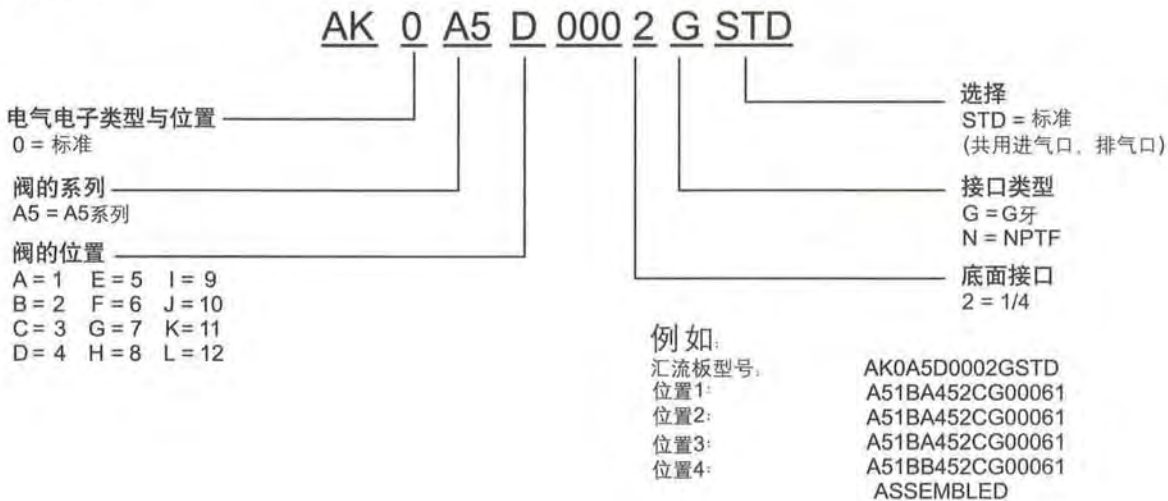 AK 0 A5 D 000 2 G STD
电气电子类型与位置
0 = 标准
阀的系列
A5 = A5系列
阀的位置
A = 1 E = 5 I = 9
B = 2 F = 6 J = 10
C = 3 G = 7 K = 11
D = 4 H = 8 L = 12
选择
STD = 标准
(共用进气口、排气口)
接口类型
G = G牙
N = NPTF
底面接口
2 = 1/4
例如:
汇流板型号: AK0A5D0002GSTD
位置1: A51BA452CG00061
位置2: A51BA452CG00061
位置3: A51BA452CG00061
位置4: A51BB452CG00061
ASSEMBLED